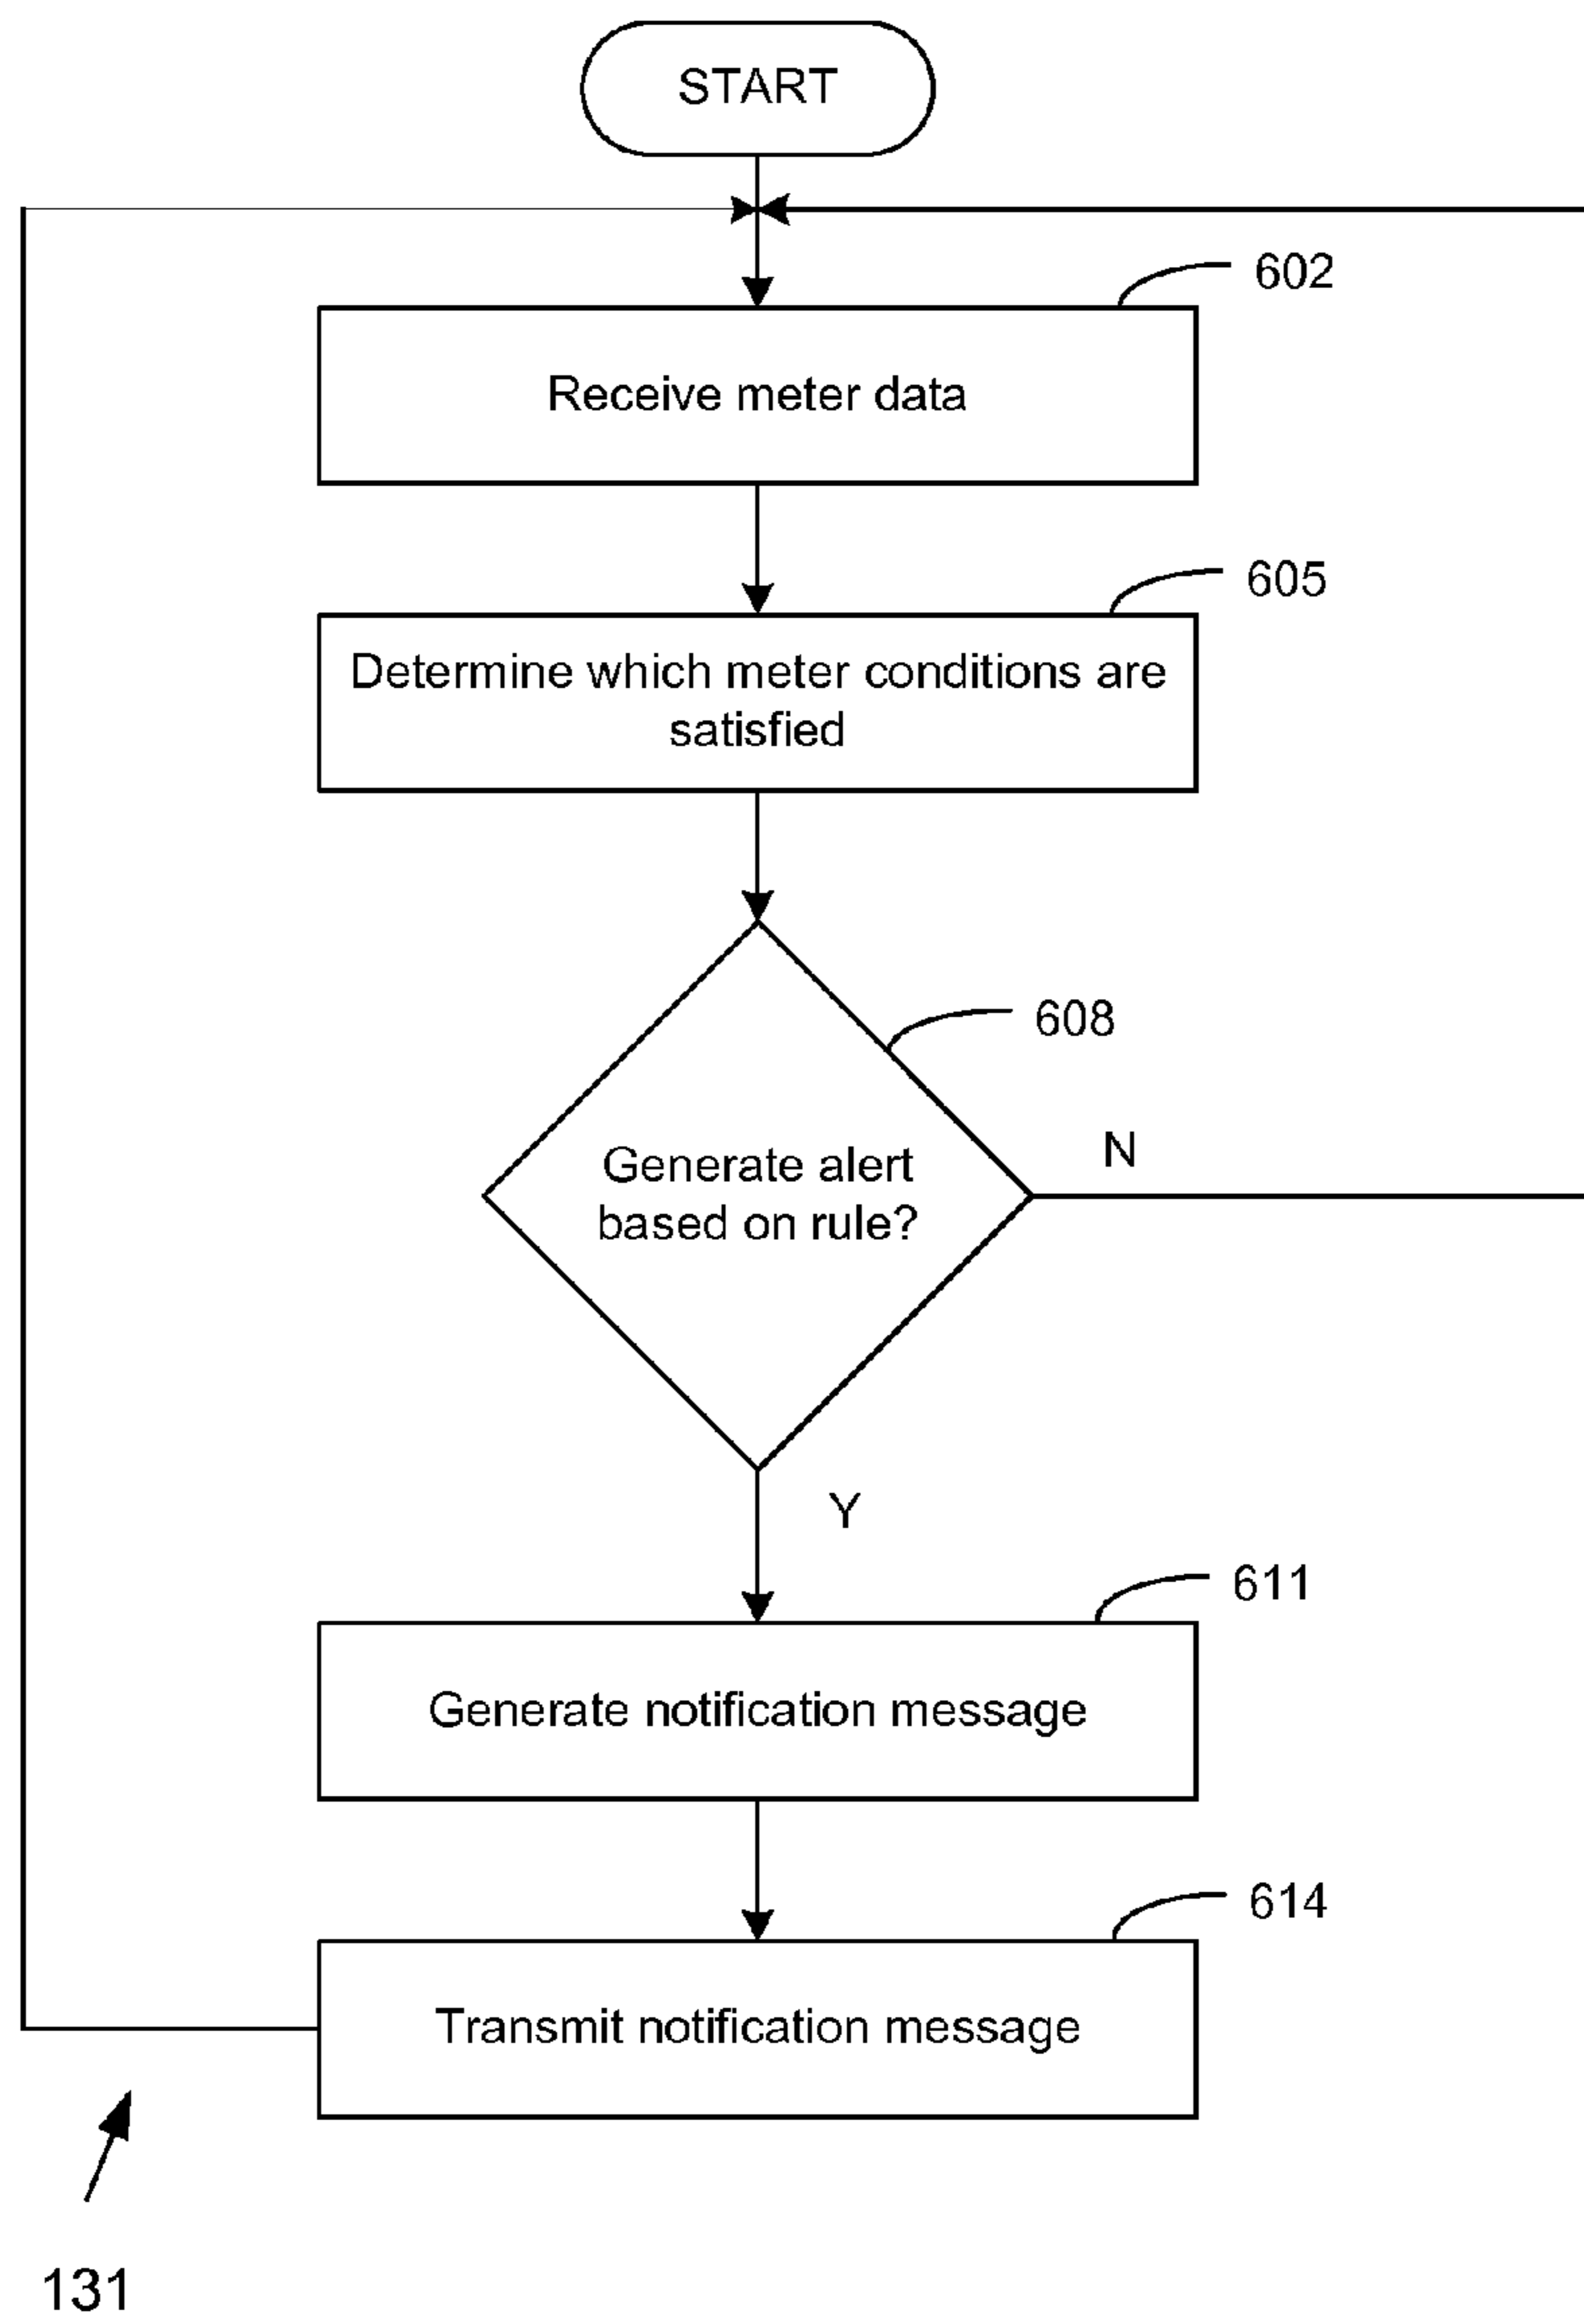 START
602
Receive meter data
605
Determine which meter conditions are
satisfied
608
Generate alert
based on rule?
N
Y
611
Generate notification message
614
Transmit notification message
131